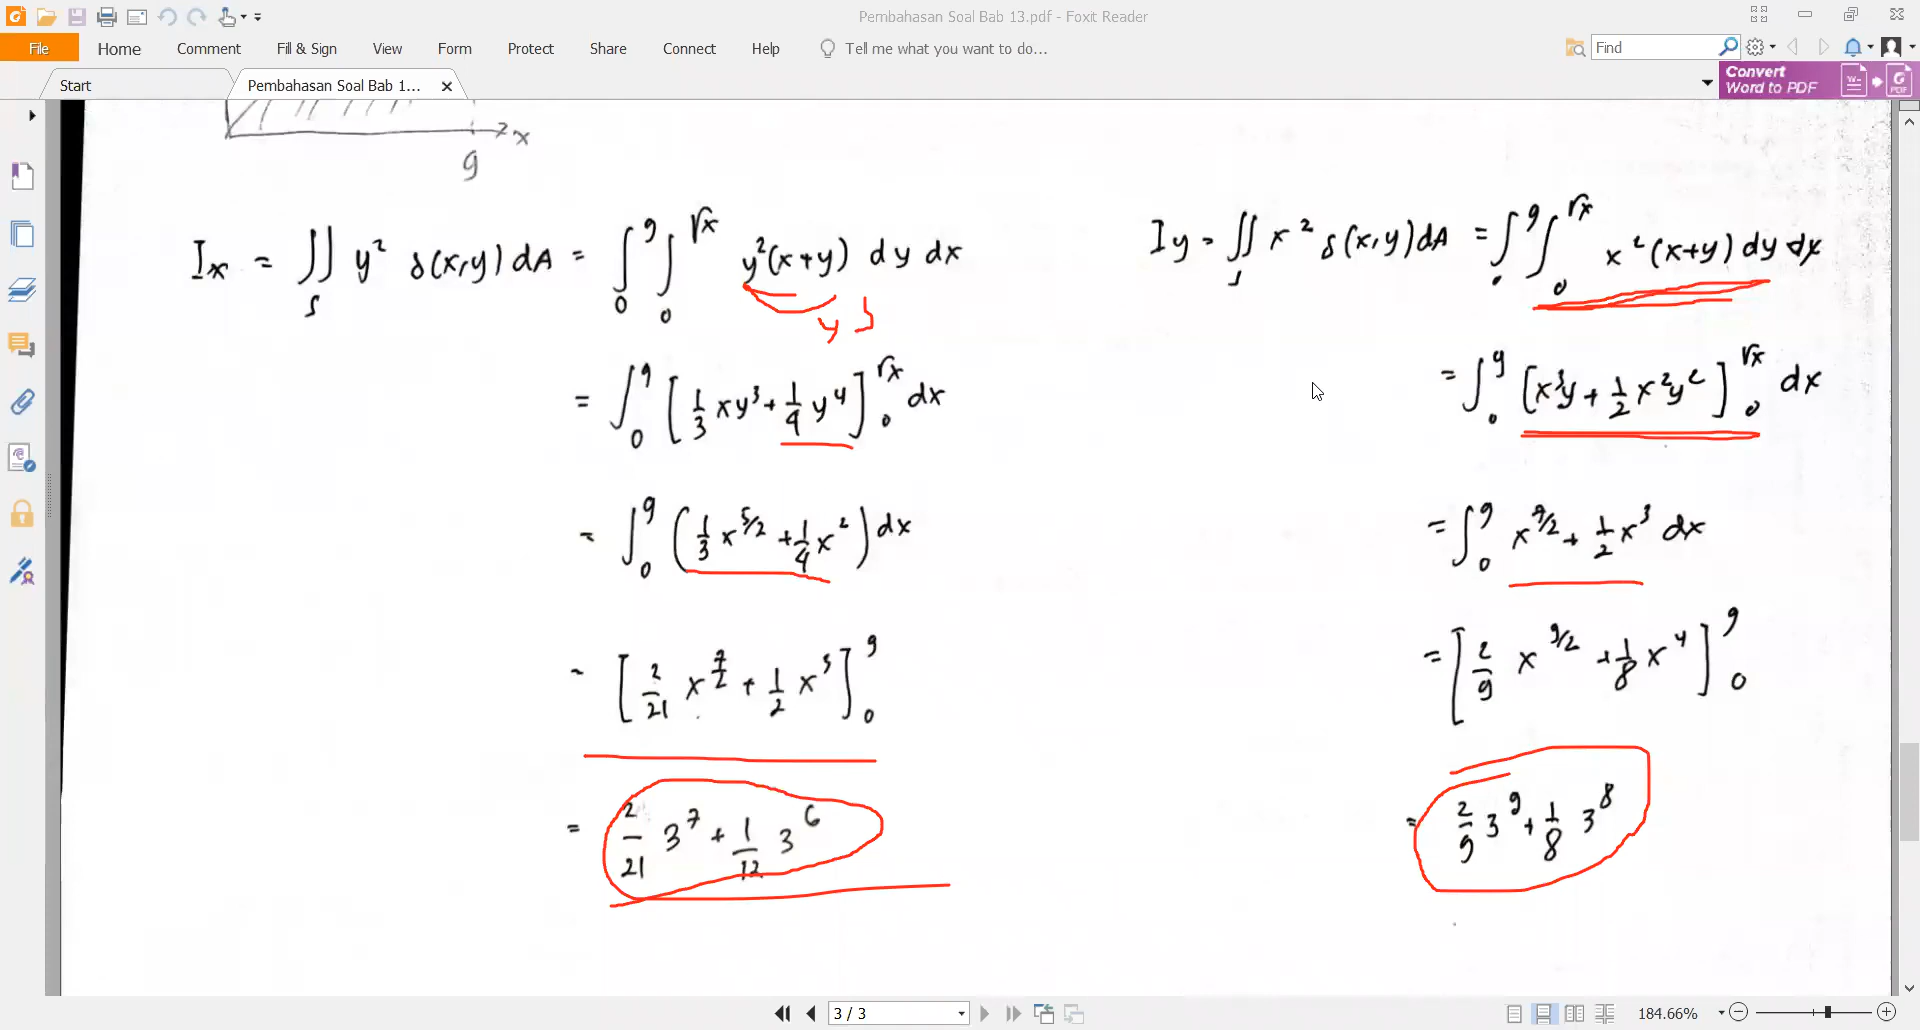 Pembahasan Soal Bab 13.pdf - Foxit Reader
File Home Comment Fill & Sign View Form Protect Share Connect Help Tell me what you want to do... Find
Start Pembahasan Soal Bab 1... Convert Word to PDF
x
9
Ix = ∬_S y² δ(x,y) dA = ∫₀⁹ ∫₀^√x y²(x+y) dy dx
y 3
= ∫₀⁹ [1/3 xy³ + 1/4 y⁴]₀^√x dx
= ∫₀⁹ (1/3 x^5/2 + 1/4 x²) dx
= [2/21 x^7/2 + 1/2 x³]₀⁹
= 2/21 3⁷ + 1/12 3⁶
Iy = ∬_S x² δ(x,y) dA = ∫₀⁹ ∫₀^√x x²(x+y) dy dx
= ∫₀⁹ [x³y + 1/2 x²y²]₀^√x dx
= ∫₀⁹ x^7/2 + 1/2 x³ dx
= [2/9 x^9/2 + 1/8 x⁴]₀⁹
= 2/9 3⁹ + 1/8 3⁸
3 / 3
184.66%